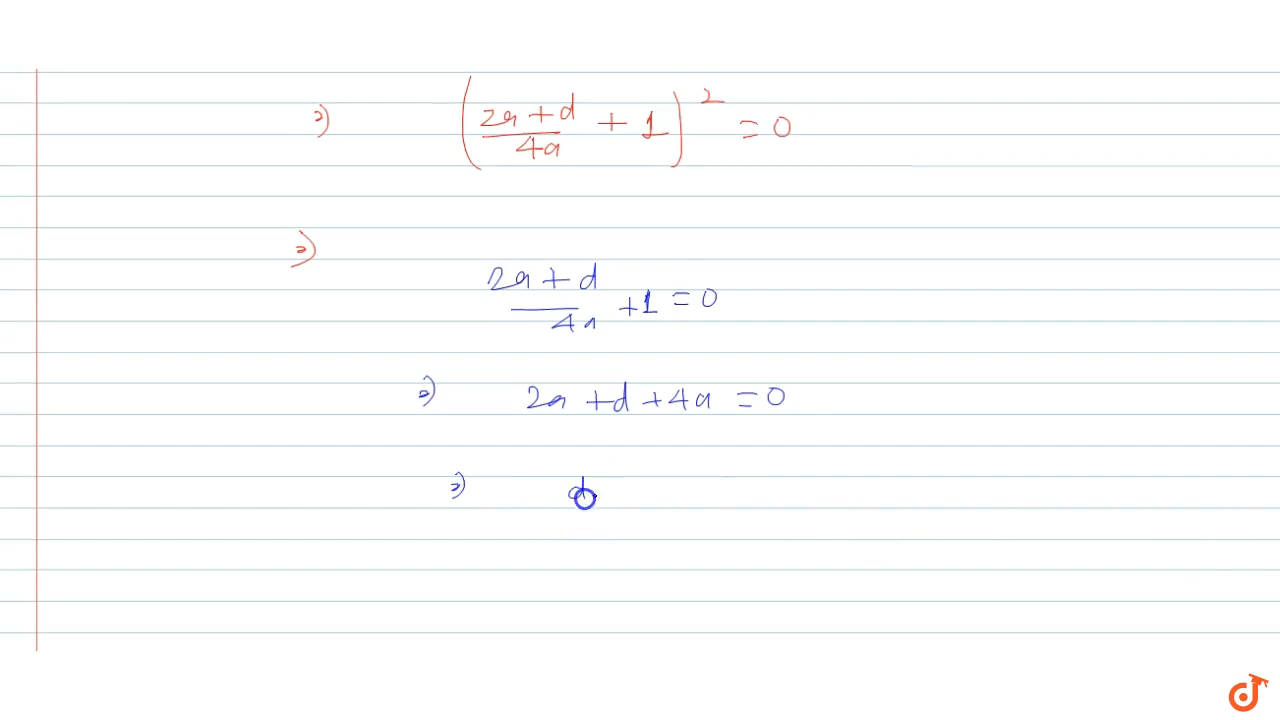 ⇒ ((2a+d)/(4a) + 1)² = 0
⇒ (2a+d)/(4a) + 1 = 0
⇒ 2a + d + 4a = 0
⇒ d